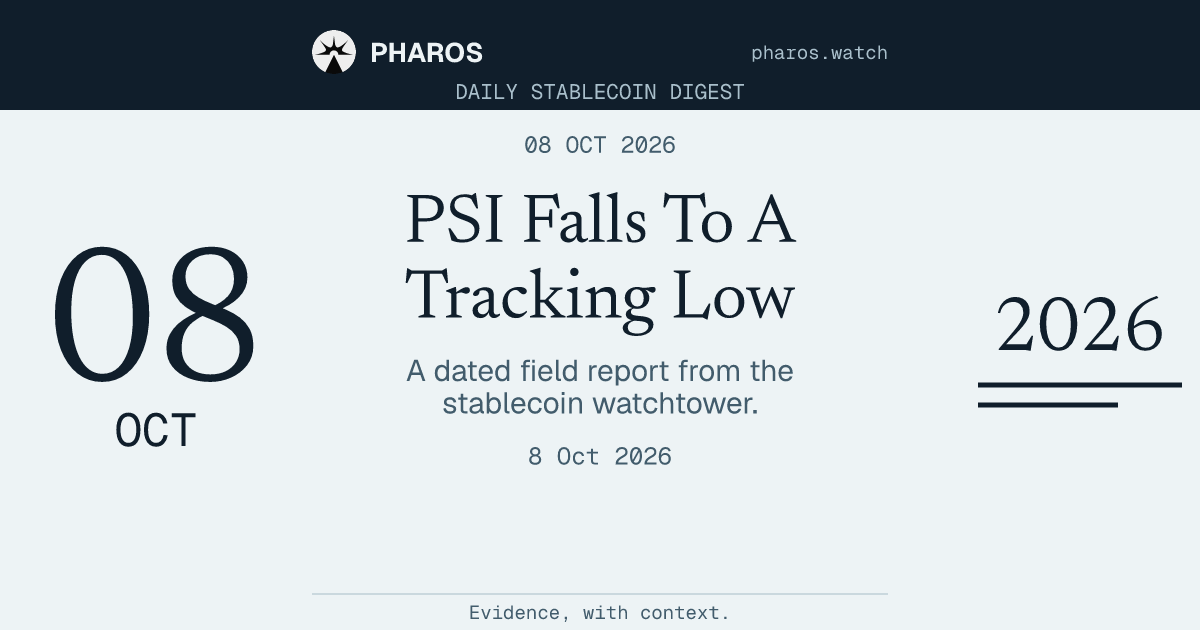 PHAROS
pharos.watch
DAILY STABLECOIN DIGEST
08 OCT 2026
PSI Falls To A
Tracking Low
A dated field report from the
stablecoin watchtower.
8 Oct 2026
08
OCT
2026
Evidence, with context.